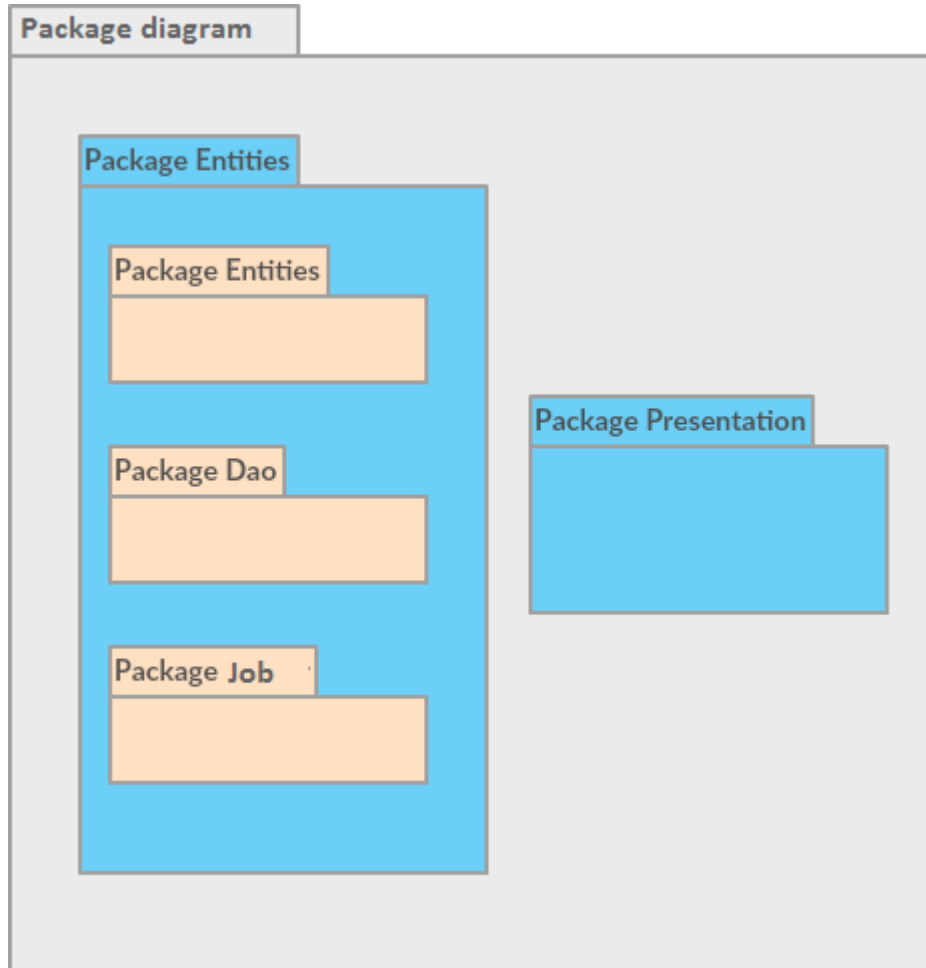 Package diagram
Package Entities
Package Entities
Package Dao
Package Job
Package Presentation